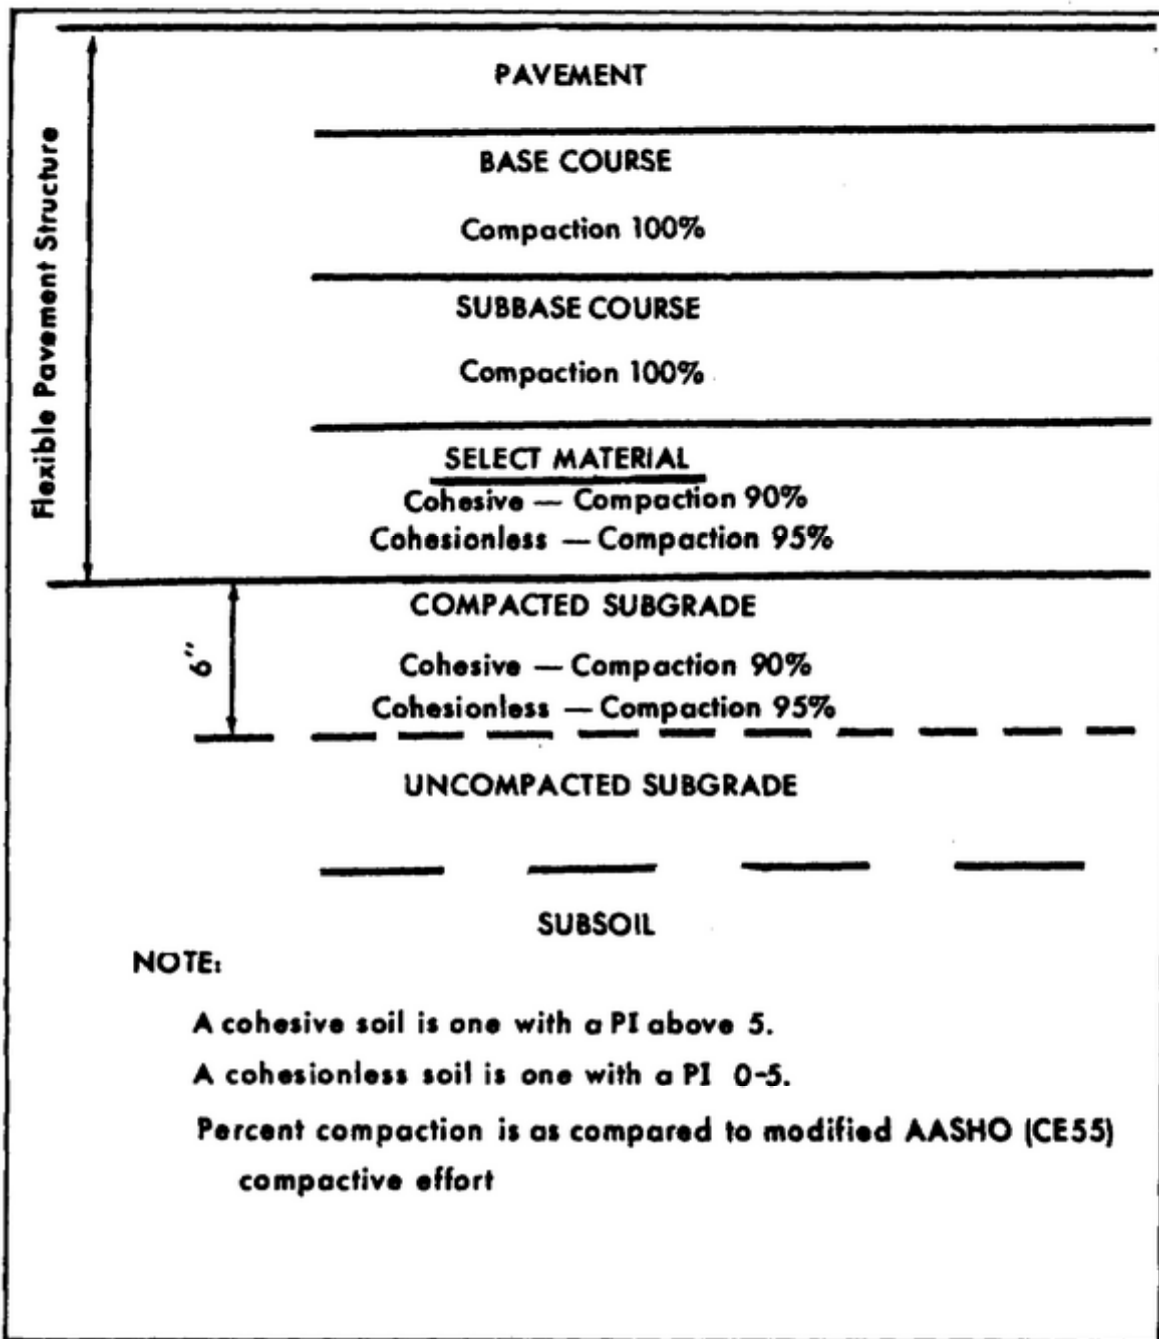 PAVEMENT
BASE COURSE
Compaction 100%
SUBBASE COURSE
Compaction 100%
Flexible Pavement Structure
SELECT MATERIAL
Cohesive — Compaction 90%
Cohesionless — Compaction 95%
COMPACTED SUBGRADE
6"
Cohesive — Compaction 90%
Cohesionless — Compaction 95%
UNCOMPACTED SUBGRADE
SUBSOIL
NOTE:
A cohesive soil is one with a PI above 5.
A cohesionless soil is one with a PI 0-5.
Percent compaction is as compared to modified AASHO (CE55)
compactive effort